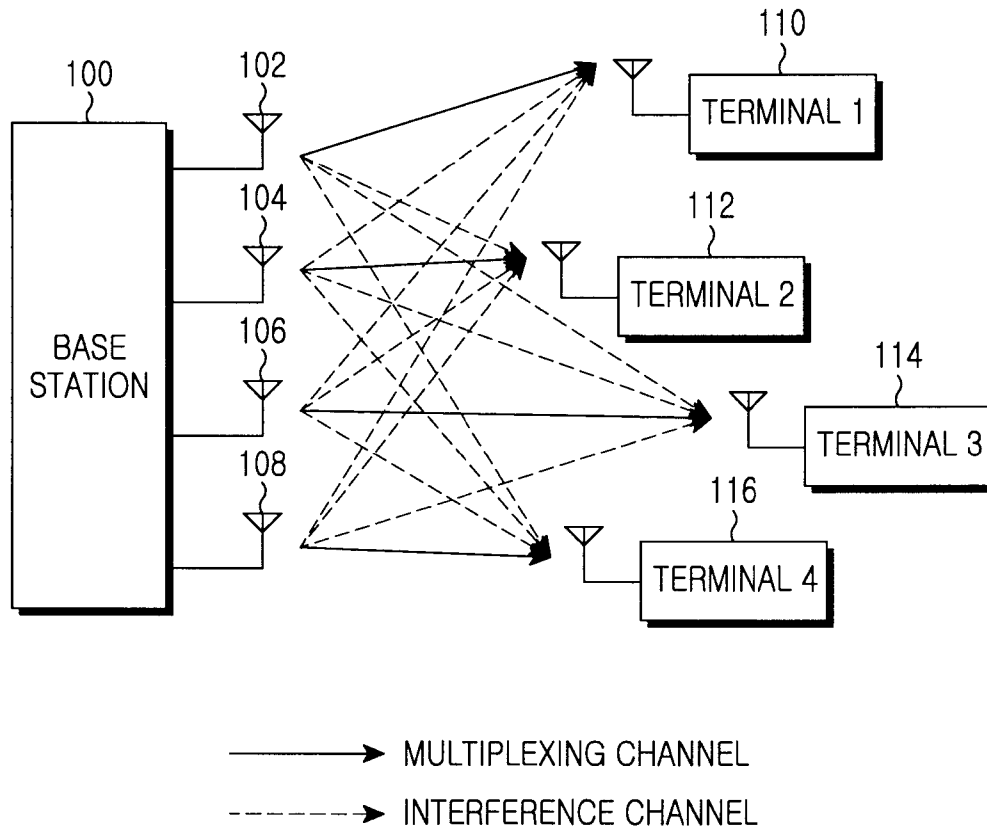 100
102
110
TERMINAL 1
104
112
TERMINAL 2
BASE
STATION
106
114
TERMINAL 3
108
116
TERMINAL 4
MULTIPLEXING CHANNEL
INTERFERENCE CHANNEL